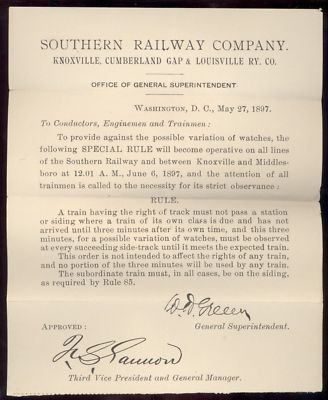 SOUTHERN RAILWAY COMPANY.
KNOXVILLE, CUMBERLAND GAP & LOUISVILLE RY. CO.
OFFICE OF GENERAL SUPERINTENDENT
WASHINGTON, D. C., May 27, 1897.
To Conductors, Enginemen and Trainmen:
To provide against the possible variation of watches, the
following SPECIAL RULE will become operative on all lines
of the Southern Railway and between Knoxville and Middles-
boro at 12.01 A. M., June 6, 1897, and the attention of all
trainmen is called to the necessity for its strict observance:
RULE.
A train having the right of track must not pass a station
or siding where a train of its own class is due and has not
arrived until three minutes after its own time, and this three
minutes, for a possible variation of watches, must be observed
at every succeeding side-track until it meets the expected train.
This order is not intended to affect the rights of any train,
and no portion of the three minutes will be used by any train.
The subordinate train must, in all cases, be on the siding,
as required by Rule 85.
W. D. Green
General Superintendent.
APPROVED:
Gannon
Third Vice President and General Manager.